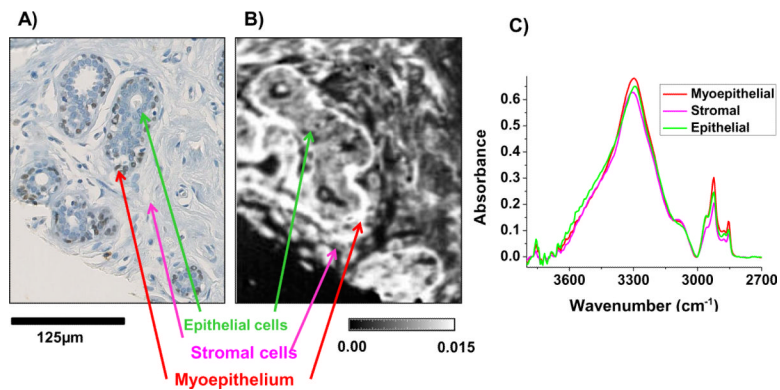 A)
B)
C)
Epithelial cells
Stromal cells
Myoepithelium
125µm
0.00 0.015
Myoepithelial
Stromal
Epithelial
Absorbance
0.6
0.5
0.4
0.3
0.2
0.1
0.0
3600 3300 3000 2700
Wavenumber (cm⁻¹)